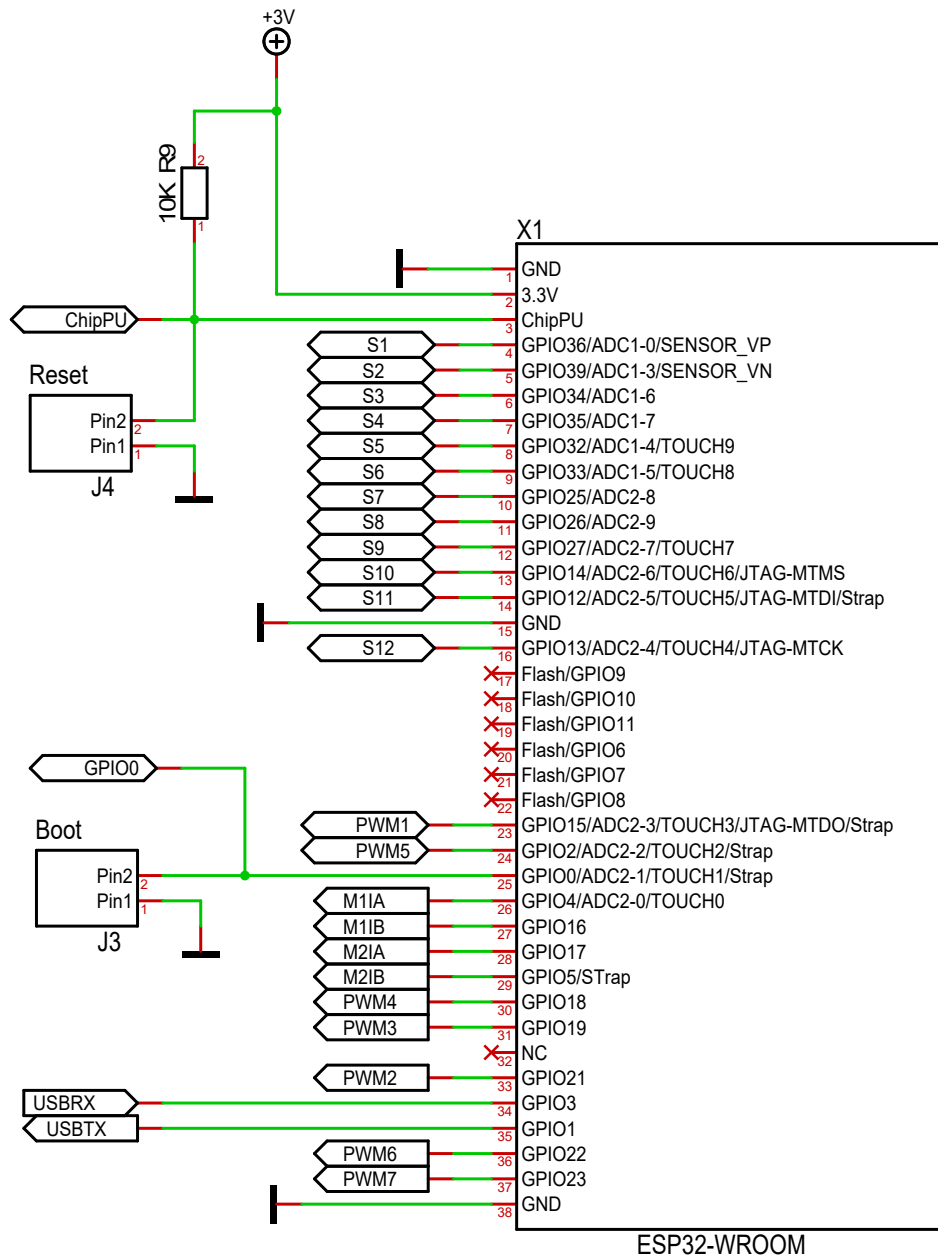 +3V
10K R9
2
1
X1
1 GND
2 3.3V
ChipPU 3 ChipPU
S1 4 GPIO36/ADC1-0/SENSOR_VP
S2 5 GPIO39/ADC1-3/SENSOR_VN
S3 6 GPIO34/ADC1-6
S4 7 GPIO35/ADC1-7
S5 8 GPIO32/ADC1-4/TOUCH9
S6 9 GPIO33/ADC1-5/TOUCH8
S7 10 GPIO25/ADC2-8
S8 11 GPIO26/ADC2-9
S9 12 GPIO27/ADC2-7/TOUCH7
S10 13 GPIO14/ADC2-6/TOUCH6/JTAG-MTMS
S11 14 GPIO12/ADC2-5/TOUCH5/JTAG-MTDI/Strap
15 GND
S12 16 GPIO13/ADC2-4/TOUCH4/JTAG-MTCK
17 Flash/GPIO9
18 Flash/GPIO10
19 Flash/GPIO11
20 Flash/GPIO6
21 Flash/GPIO7
22 Flash/GPIO8
PWM1 23 GPIO15/ADC2-3/TOUCH3/JTAG-MTDO/Strap
PWM5 24 GPIO2/ADC2-2/TOUCH2/Strap
25 GPIO0/ADC2-1/TOUCH1/Strap
M1IA 26 GPIO4/ADC2-0/TOUCH0
M1IB 27 GPIO16
M2IA 28 GPIO17
M2IB 29 GPIO5/STrap
PWM4 30 GPIO18
PWM3 31 GPIO19
32 NC
PWM2 33 GPIO21
USBRX 34 GPIO3
USBTX 35 GPIO1
PWM6 36 GPIO22
PWM7 37 GPIO23
38 GND
ESP32-WROOM
Reset
Pin2 2
Pin1 1
J4
GPIO0
Boot
Pin2 2
Pin1 1
J3